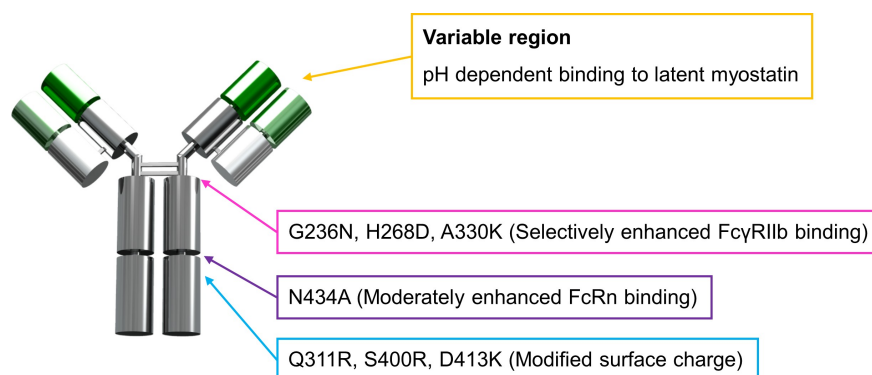 Variable region
pH dependent binding to latent myostatin
G236N, H268D, A330K (Selectively enhanced FcγRIIb binding)
N434A (Moderately enhanced FcRn binding)
Q311R, S400R, D413K (Modified surface charge)